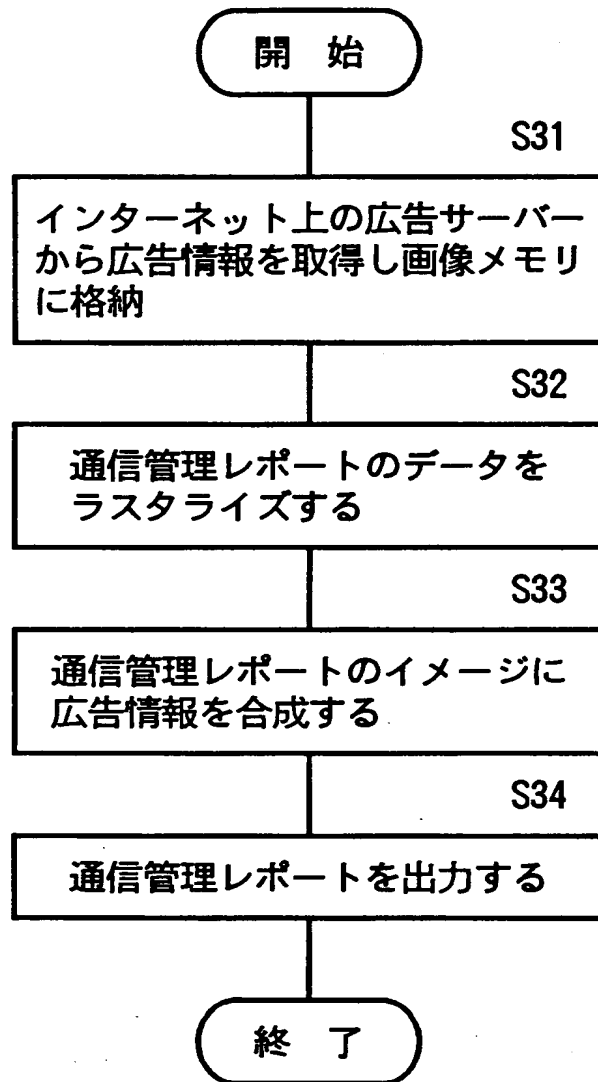 開 始
S31
インターネット上の広告サーバー
から広告情報を取得し画像メモリ
に格納
S32
通信管理レポートのデータを
ラスタライズする
S33
通信管理レポートのイメージに
広告情報を合成する
S34
通信管理レポートを出力する
終 了